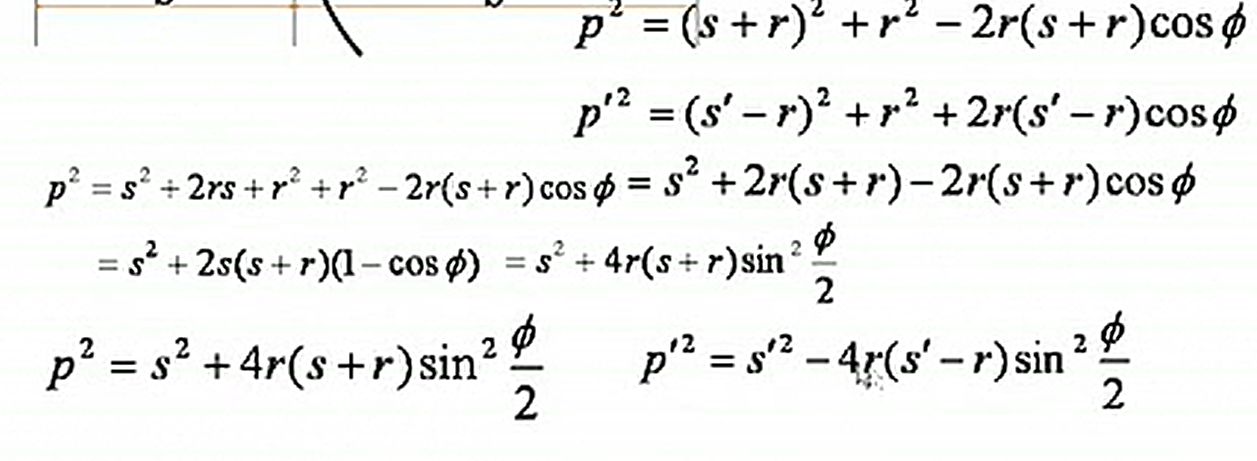 p² = (s + r)² + r² − 2r(s + r)cos ϕ
p′² = (s′ − r)² + r² + 2r(s′ − r)cos ϕ
p² = s² + 2rs + r² + r² − 2r(s + r)cos ϕ = s² + 2r(s + r) − 2r(s + r)cos ϕ
= s² + 2s(s + r)(1 − cos ϕ) = s² + 4r(s + r)sin² ϕ/2
p² = s² + 4r(s + r)sin² ϕ/2 p′² = s′² − 4r(s′ − r)sin² ϕ/2